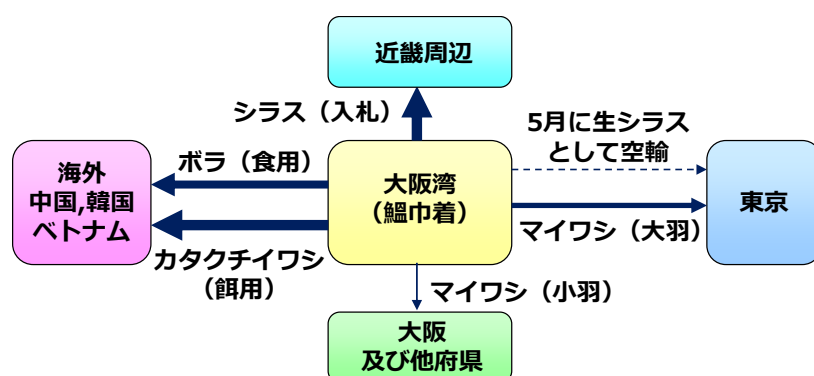 近畿周辺
シラス（入札）
5月に生シラス
として空輸
ボラ（食用）
海外
中国,韓国
ベトナム
大阪湾
（鰮巾着）
東京
マイワシ（大羽）
カタクチイワシ
（餌用）
マイワシ（小羽）
大阪
及び他府県